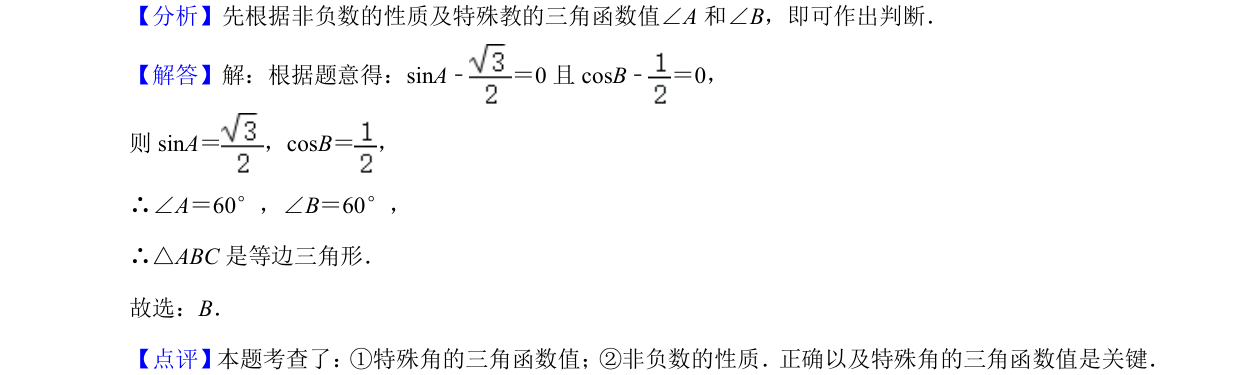 【分析】先根据非负数的性质及特殊教的三角函数值∠A 和∠B，即可作出判断．
【解答】解：根据题意得：sinA﹣√3/2＝0 且 cosB﹣1/2＝0，
则 sinA＝√3/2，cosB＝1/2，
∴∠A＝60°，∠B＝60°，
∴△ABC 是等边三角形．
故选：B．
【点评】本题考查了：①特殊角的三角函数值；②非负数的性质．正确以及特殊角的三角函数值是关键．